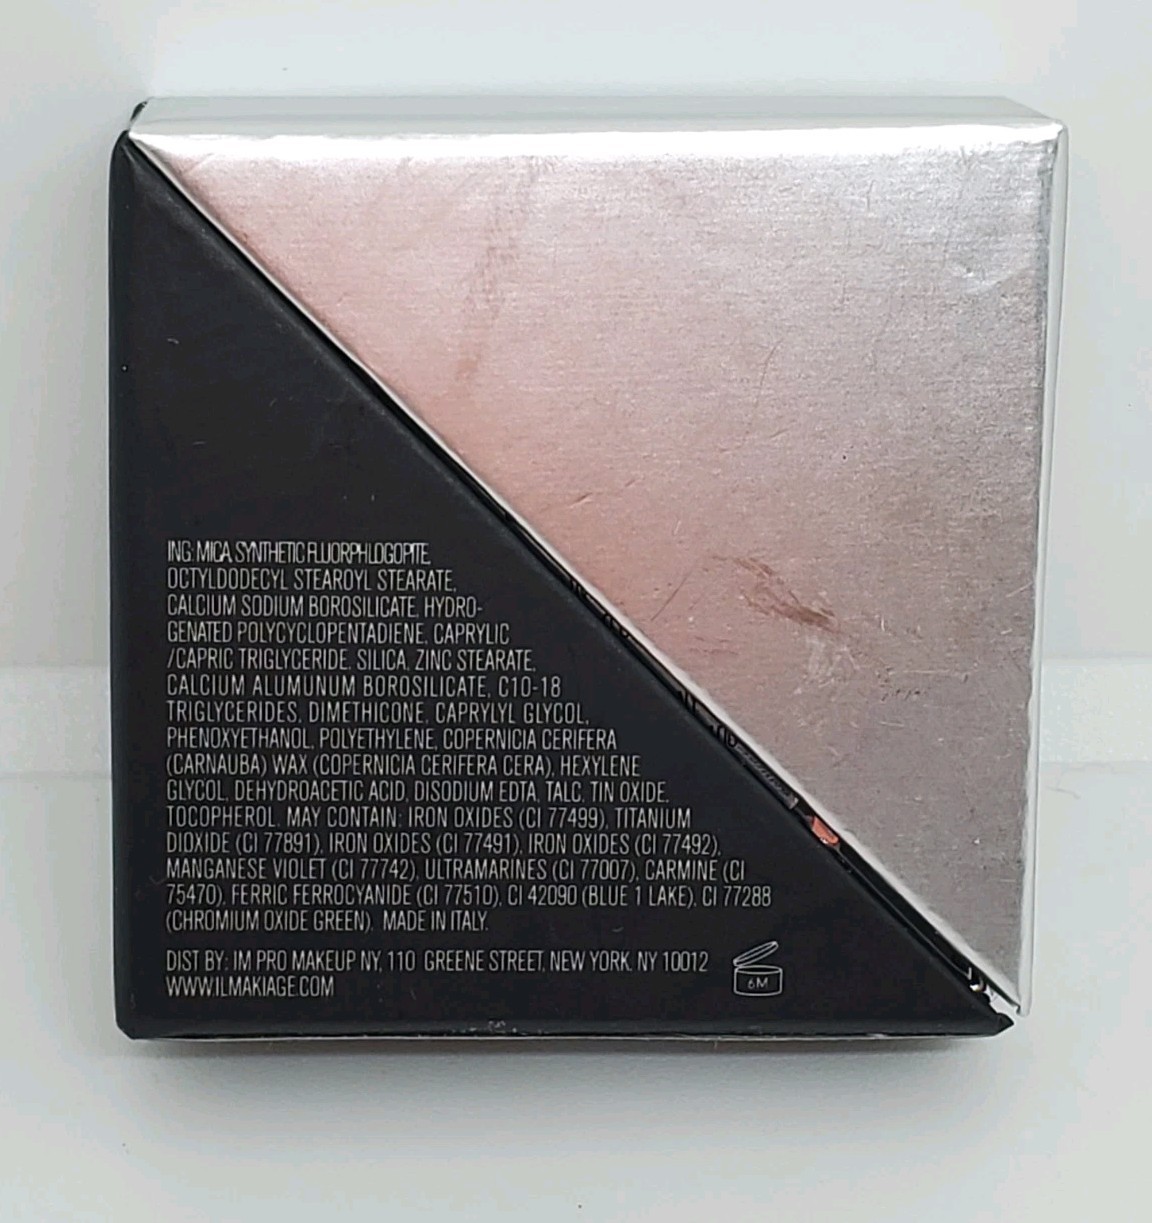 ING: MICA SYNTHETIC FLUORPHLOGOPITE,
OCTYLDODECYL STEAROYL STEARATE,
CALCIUM SODIUM BOROSILICATE, HYDRO-
GENATED POLYCYCLOPENTADIENE, CAPRYLIC
/CAPRIC TRIGLYCERIDE, SILICA, ZINC STEARATE,
CALCIUM ALUMUNUM BOROSILICATE, C10-18
TRIGLYCERIDES, DIMETHICONE, CAPRYLYL GLYCOL,
PHENOXYETHANOL, POLYETHYLENE, COPERNICIA CERIFERA
(CARNAUBA) WAX (COPERNICIA CERIFERA CERA), HEXYLENE
GLYCOL, DEHYDROACETIC ACID, DISODIUM EDTA, TALC, TIN OXIDE,
TOCOPHEROL. MAY CONTAIN: IRON OXIDES (CI 77499), TITANIUM
DIOXIDE (CI 77891), IRON OXIDES (CI 77491), IRON OXIDES (CI 77492),
MANGANESE VIOLET (CI 77742), ULTRAMARINES (CI 77007), CARMINE (CI
75470), FERRIC FERROCYANIDE (CI 77510), CI 42090 (BLUE 1 LAKE), CI 77288
(CHROMIUM OXIDE GREEN). MADE IN ITALY.
DIST BY: IM PRO MAKEUP NY, 110 GREENE STREET, NEW YORK. NY 10012
WWW.ILMAKIAGE.COM
6M